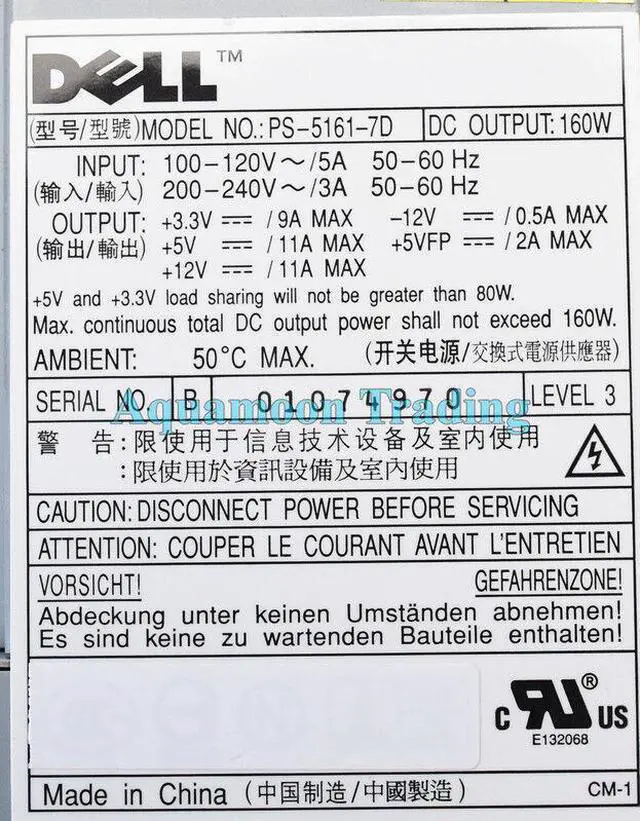 DELL™
(型号/型號)MODEL NO.: PS-5161-7D DC OUTPUT: 160W
INPUT: 100-120V～/5A 50-60 Hz
(输入/輸入) 200-240V～/3A 50-60 Hz
OUTPUT: +3.3V ⎓ / 9A MAX -12V ⎓ / 0.5A MAX
(输出/輸出) +5V ⎓ / 11A MAX +5VFP ⎓ / 2A MAX
+12V ⎓ / 11A MAX
+5V and +3.3V load sharing will not be greater than 80W.
Max. continuous total DC output power shall not exceed 160W.
AMBIENT: 50°C MAX. (开关电源/交換式電源供應器)
SERIAL NO. B 01074970 LEVEL 3
Aquamoon Trading
警 告:限使用于信息技术设备及室内使用
:限使用於資訊設備及室內使用
CAUTION: DISCONNECT POWER BEFORE SERVICING
ATTENTION: COUPER LE COURANT AVANT L'ENTRETIEN
VORSICHT! GEFAHRENZONE!
Abdeckung unter keinen Umständen abnehmen!
Es sind keine zu wartenden Bauteile enthalten!
c RU® US
E132068
Made in China (中国制造/中國製造) CM-1